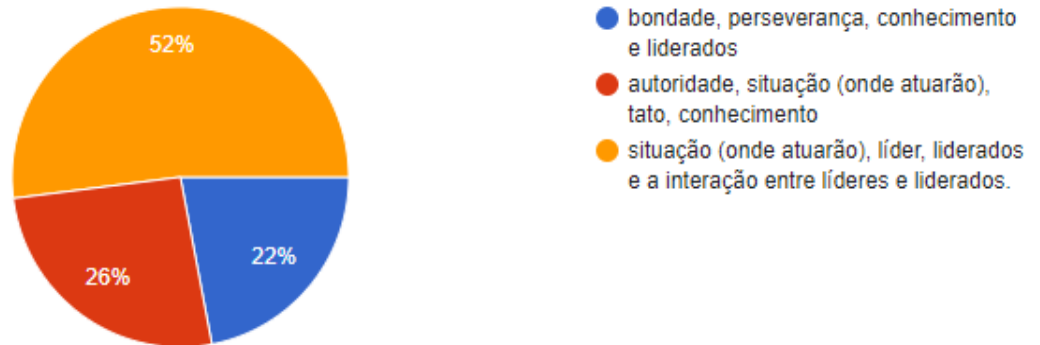 52%
26%
22%
bondade, perseverança, conhecimento
e liderados
autoridade, situação (onde atuarão),
tato, conhecimento
situação (onde atuarão), líder, liderados
e a interação entre líderes e liderados.